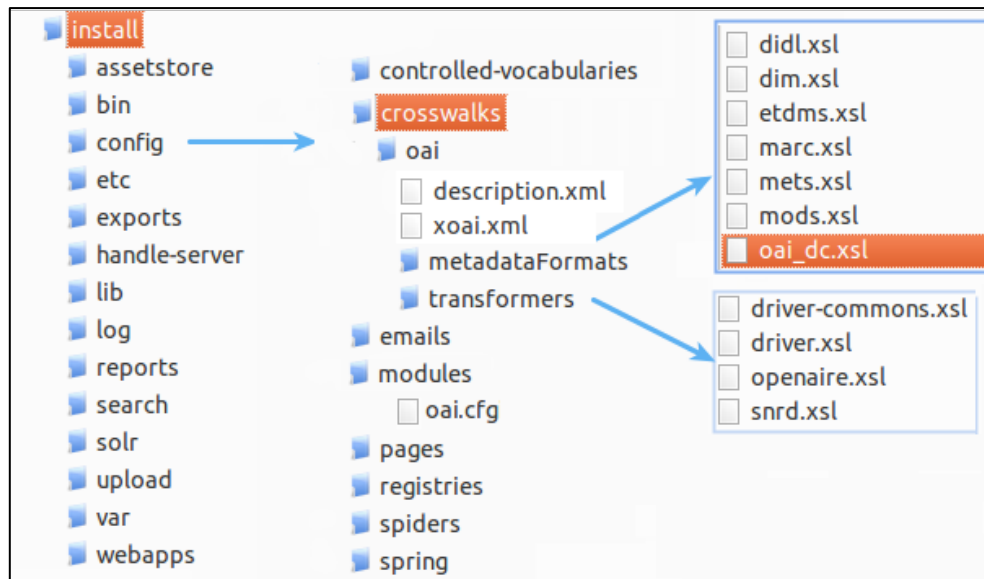 install
assetstore
bin
config
etc
exports
handle-server
lib
log
reports
search
solr
upload
var
webapps
controlled-vocabularies
crosswalks
oai
description.xml
xoai.xml
metadataFormats
transformers
emails
modules
oai.cfg
pages
registries
spiders
spring
didl.xsl
dim.xsl
etdms.xsl
marc.xsl
mets.xsl
mods.xsl
oai_dc.xsl
driver-commons.xsl
driver.xsl
openaire.xsl
snrd.xsl